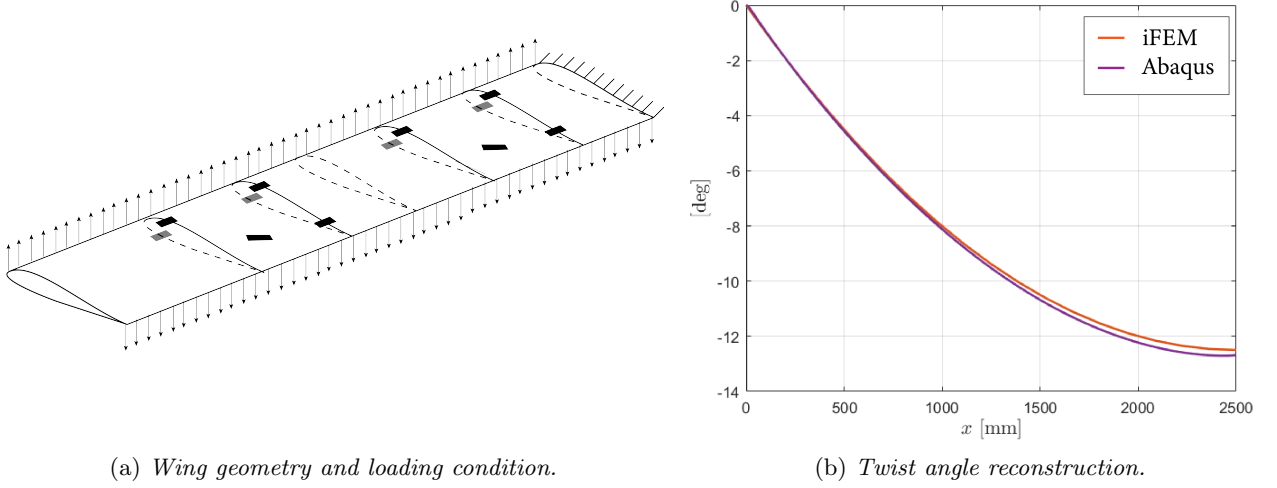 0
-2
-4
-6
-8
-10
-12
-14
[deg]
iFEM
Abaqus
0 500 1000 1500 2000 2500
x [mm]
(a) Wing geometry and loading condition.
(b) Twist angle reconstruction.